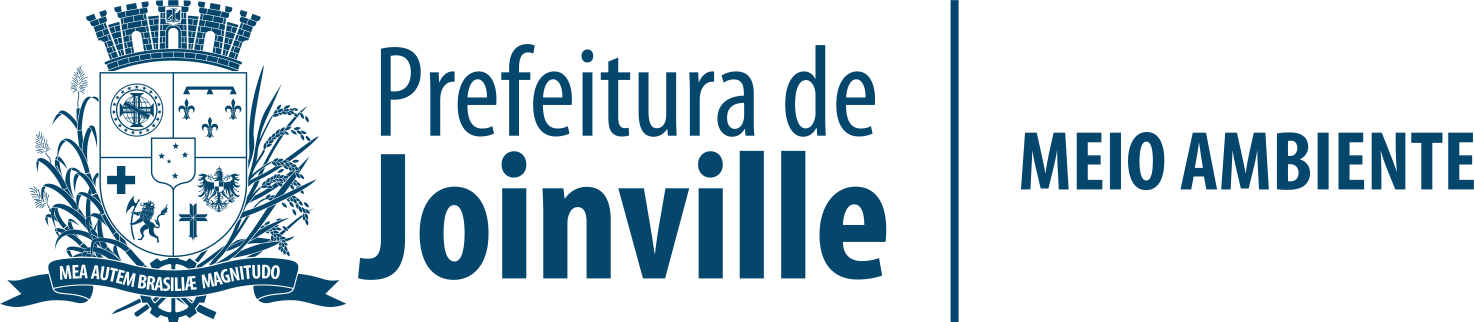 Prefeitura de
Joinville
MEIO AMBIENTE
MEA AUTEM BRASILIÆ MAGNITUDO